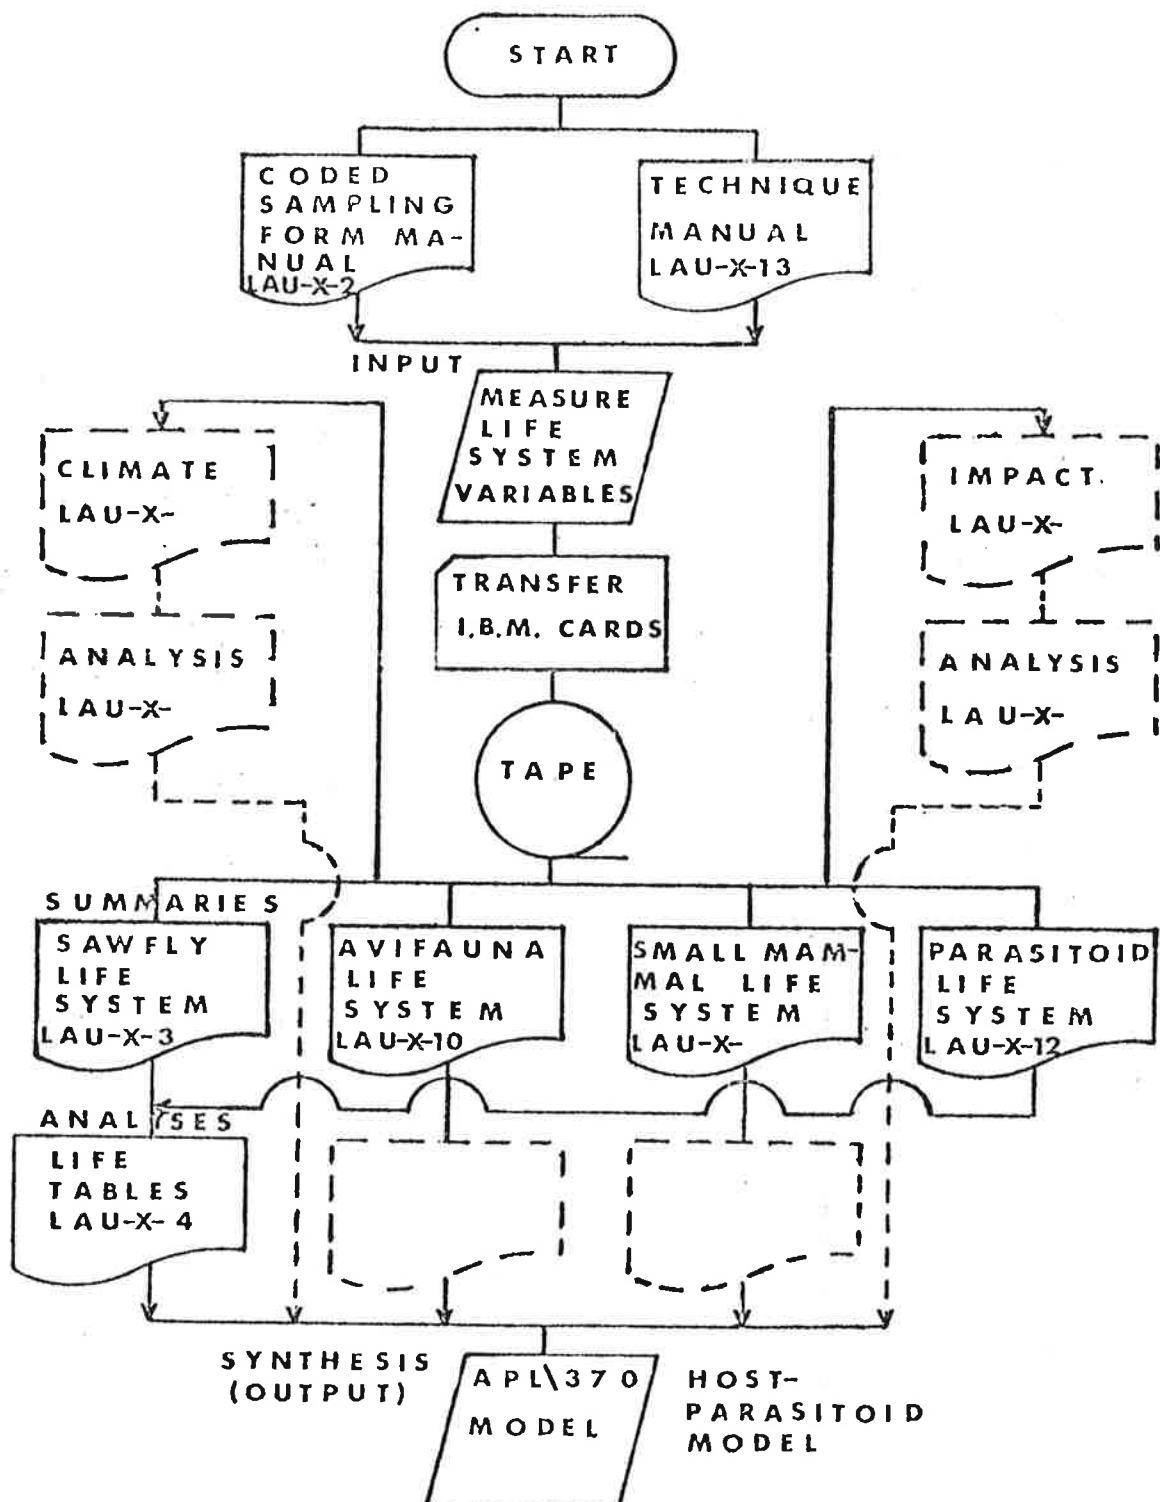 START
CODED
SAMPLING
FORM MA-
NUAL
LAU-X-2
TECHNIQUE
MANUAL
LAU-X-13
INPUT
MEASURE
LIFE
SYSTEM
VARIABLES
CLIMATE
LAU-X-
IMPACT.
LAU-X-
TRANSFER
I.B.M. CARDS
ANALYSIS
LAU-X-
ANALYSIS
LAU-X-
TAPE
SUMMARIES
SAWFLY
LIFE
SYSTEM
LAU-X-3
AVIFAUNA
LIFE
SYSTEM
LAU-X-10
SMALL MAM-
MAL LIFE
SYSTEM
LAU-X-
PARASITOID
LIFE
SYSTEM
LAU-X-12
ANALYSES
LIFE
TABLES
LAU-X-4
SYNTHESIS
(OUTPUT)
APL\370
MODEL
HOST-
PARASITOID
MODEL